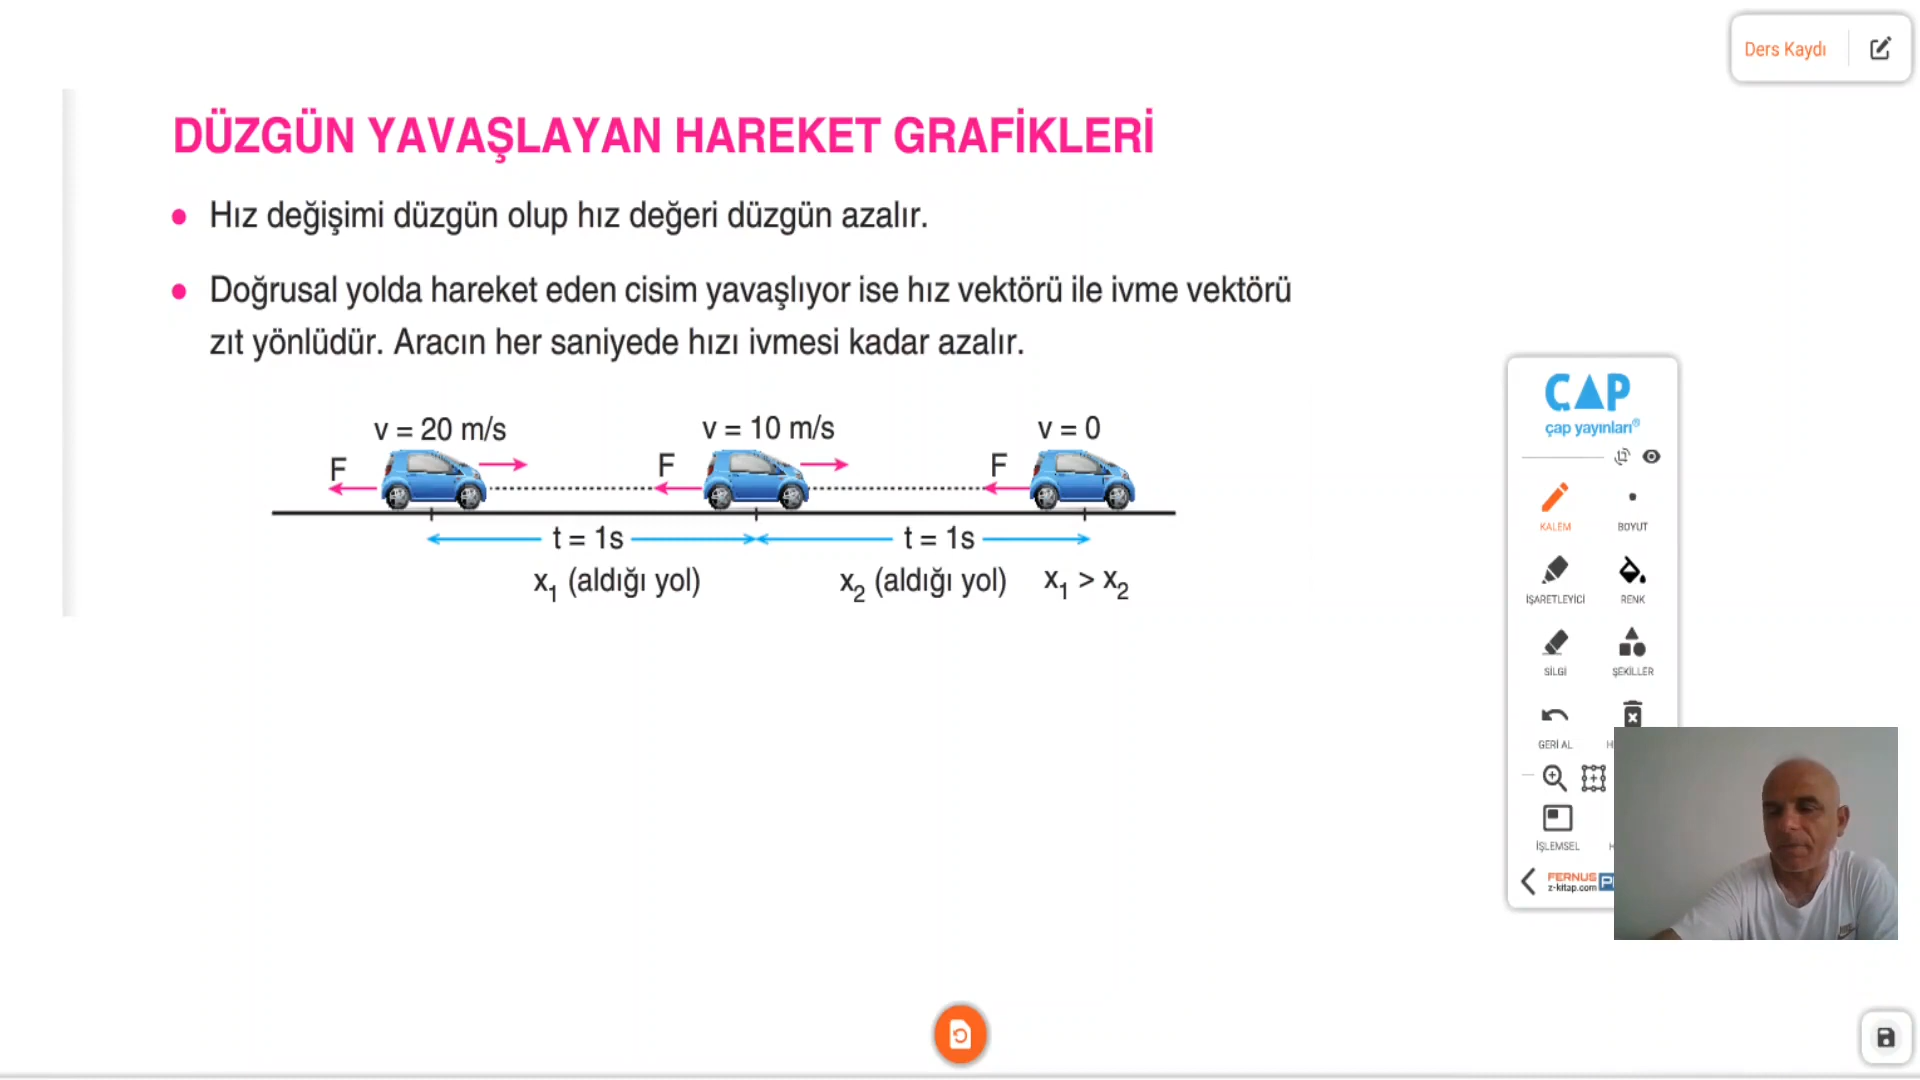 Ders Kaydı
DÜZGÜN YAVAŞLAYAN HAREKET GRAFİKLERİ
• Hız değişimi düzgün olup hız değeri düzgün azalır.
• Doğrusal yolda hareket eden cisim yavaşlıyor ise hız vektörü ile ivme vektörü
zıt yönlüdür. Aracın her saniyede hızı ivmesi kadar azalır.
v = 20 m/s v = 10 m/s v = 0
F F F
t = 1s t = 1s
x₁ (aldığı yol) x₂ (aldığı yol) x₁ > x₂
ÇAP
çap yayınları®
KALEM BOYUT
İŞARETLEYİCİ RENK
SİLGİ ŞEKİLLER
GERİ AL
İŞLEMSEL
FERNUS
z-kitap.com